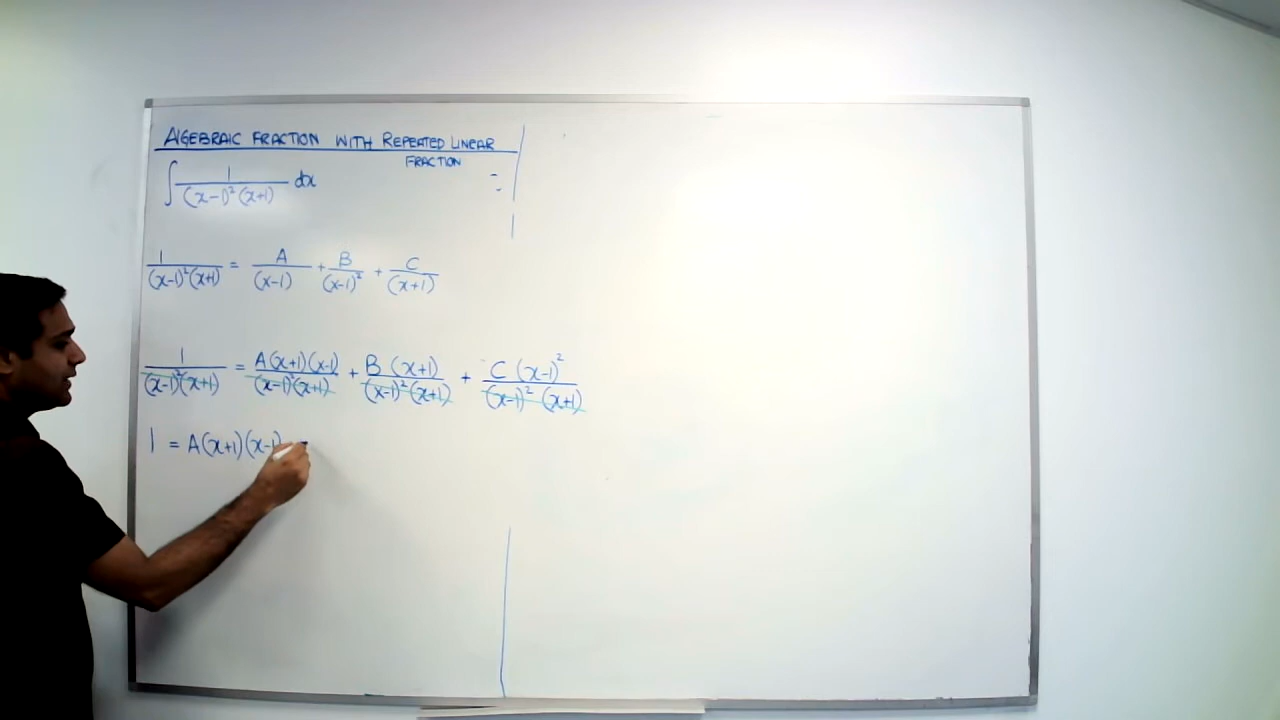 ALGEBRAIC FRACTION WITH REPEATED LINEAR
FRACTION
∫ 1/((x-1)²(x+1)) dx
1/((x-1)²(x+1)) = A/(x-1) + B/(x-1)² + C/(x+1)
1/((x-1)²(x+1)) = A(x+1)(x-1)/((x-1)²(x+1)) + B(x+1)/((x-1)²(x+1)) + C(x-1)²/((x-1)²(x+1))
1 = A(x+1)(x-1)